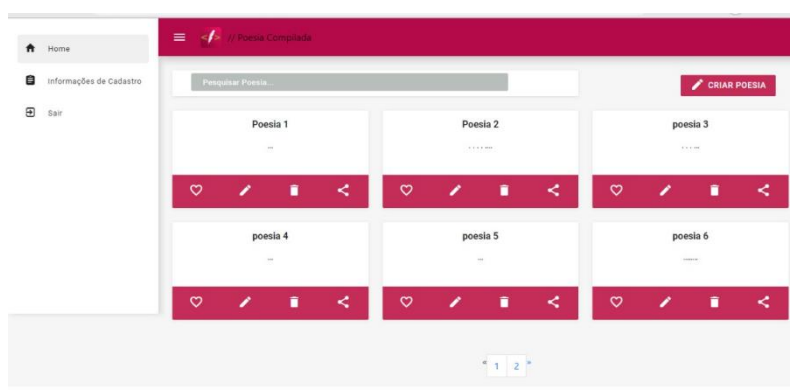 Home
Informações de Cadastro
Sair
</> // Poesia Compilada
Pesquisar Poesia...
CRIAR POESIA
Poesia 1
...
Poesia 2
. . . . ....
poesia 3
. . . ...
poesia 4
...
poesia 5
...
poesia 6
.......
« 1 2 »